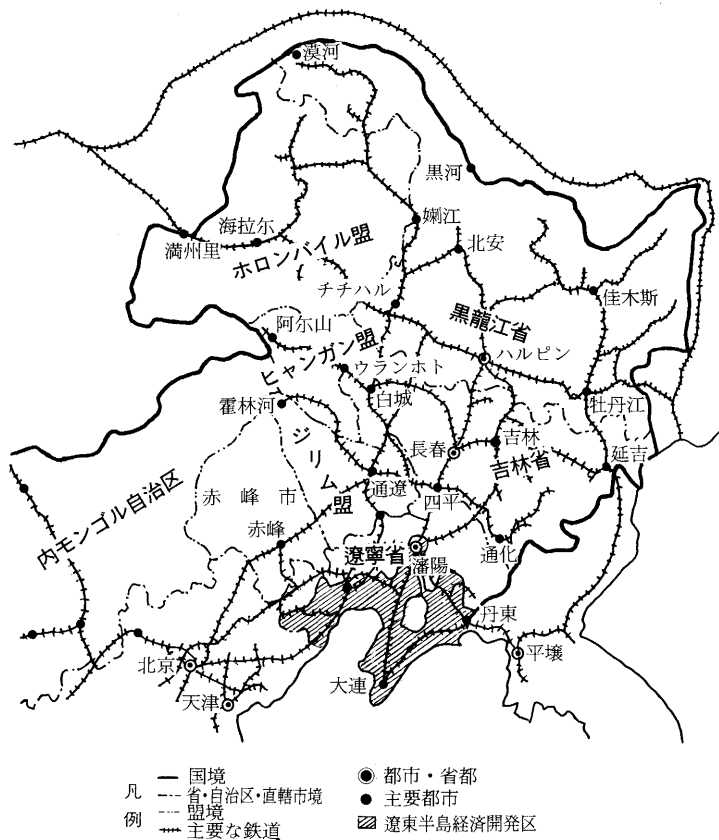 漠河
黒河
嫩江
海拉尔
満州里
ホロンバイル盟
北安
チチハル
佳木斯
黒龍江省
阿尔山
ヒャンガン盟
ウランホト
ハルピン
霍林河
白城
牡丹江
ジリム盟
長春
吉林
吉林省
延吉
内モンゴル自治区
赤峰市
通遼
四平
赤峰
遼寧省
瀋陽
通化
丹東
北京
大連
平壌
天津
凡例
国境
省・自治区・直轄市境
盟境
主要な鉄道
都市・省都
主要都市
遼東半島経済開発区